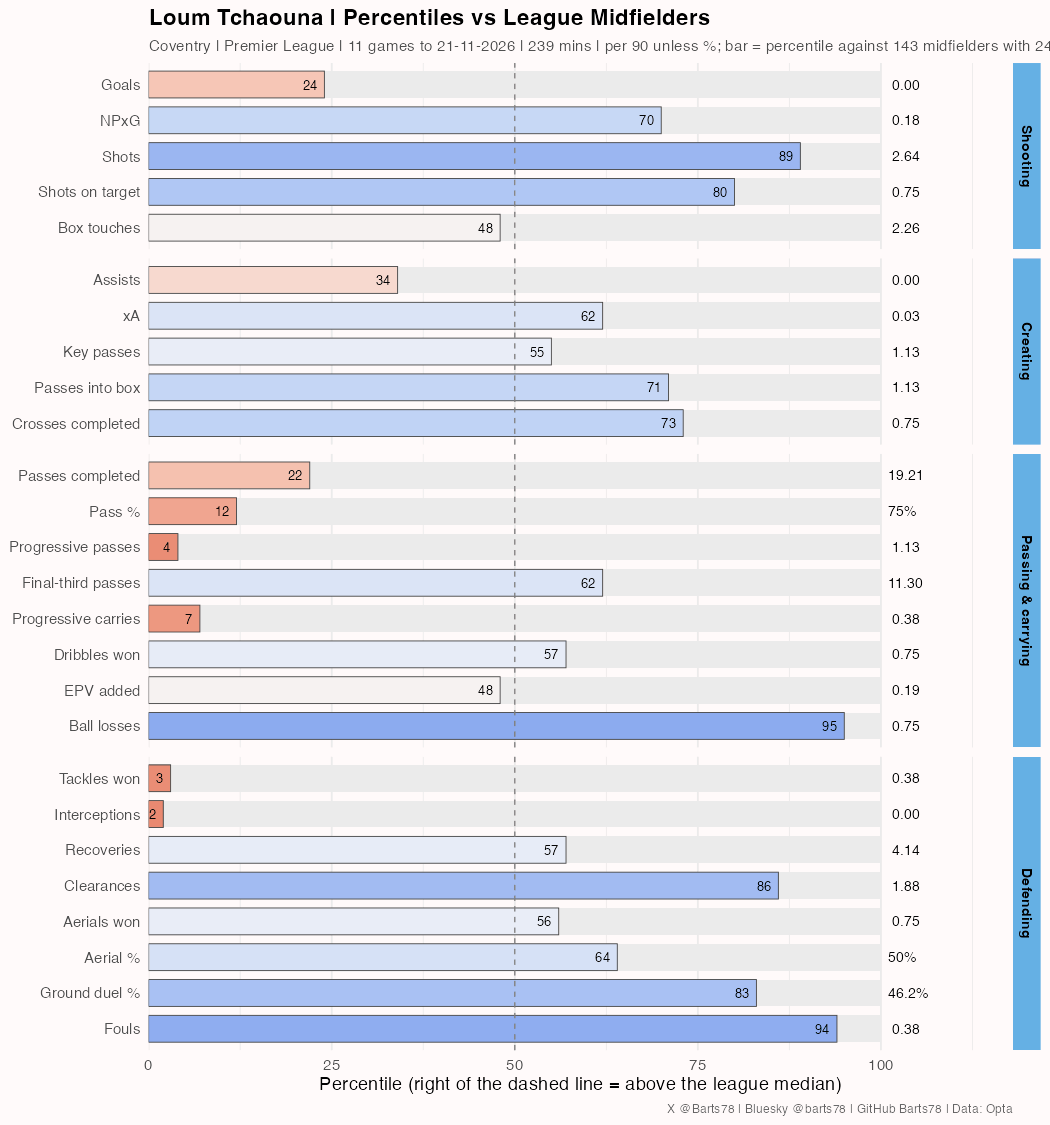 Loum Tchaouna | Percentiles vs League Midfielders
Coventry | Premier League | 11 games to 21-11-2026 | 239 mins | per 90 unless %; bar = percentile against 143 midfielders with 24
Shooting
Goals 24 0.00
NPxG 70 0.18
Shots 89 2.64
Shots on target 80 0.75
Box touches 48 2.26
Creating
Assists 34 0.00
xA 62 0.03
Key passes 55 1.13
Passes into box 71 1.13
Crosses completed 73 0.75
Passing & carrying
Passes completed 22 19.21
Pass % 12 75%
Progressive passes 4 1.13
Final-third passes 62 11.30
Progressive carries 7 0.38
Dribbles won 57 0.75
EPV added 48 0.19
Ball losses 95 0.75
Defending
Tackles won 3 0.38
Interceptions 2 0.00
Recoveries 57 4.14
Clearances 86 1.88
Aerials won 56 0.75
Aerial % 64 50%
Ground duel % 83 46.2%
Fouls 94 0.38
0 25 50 75 100
Percentile (right of the dashed line = above the league median)
X @Barts78 | Bluesky @barts78 | GitHub Barts78 | Data: Opta